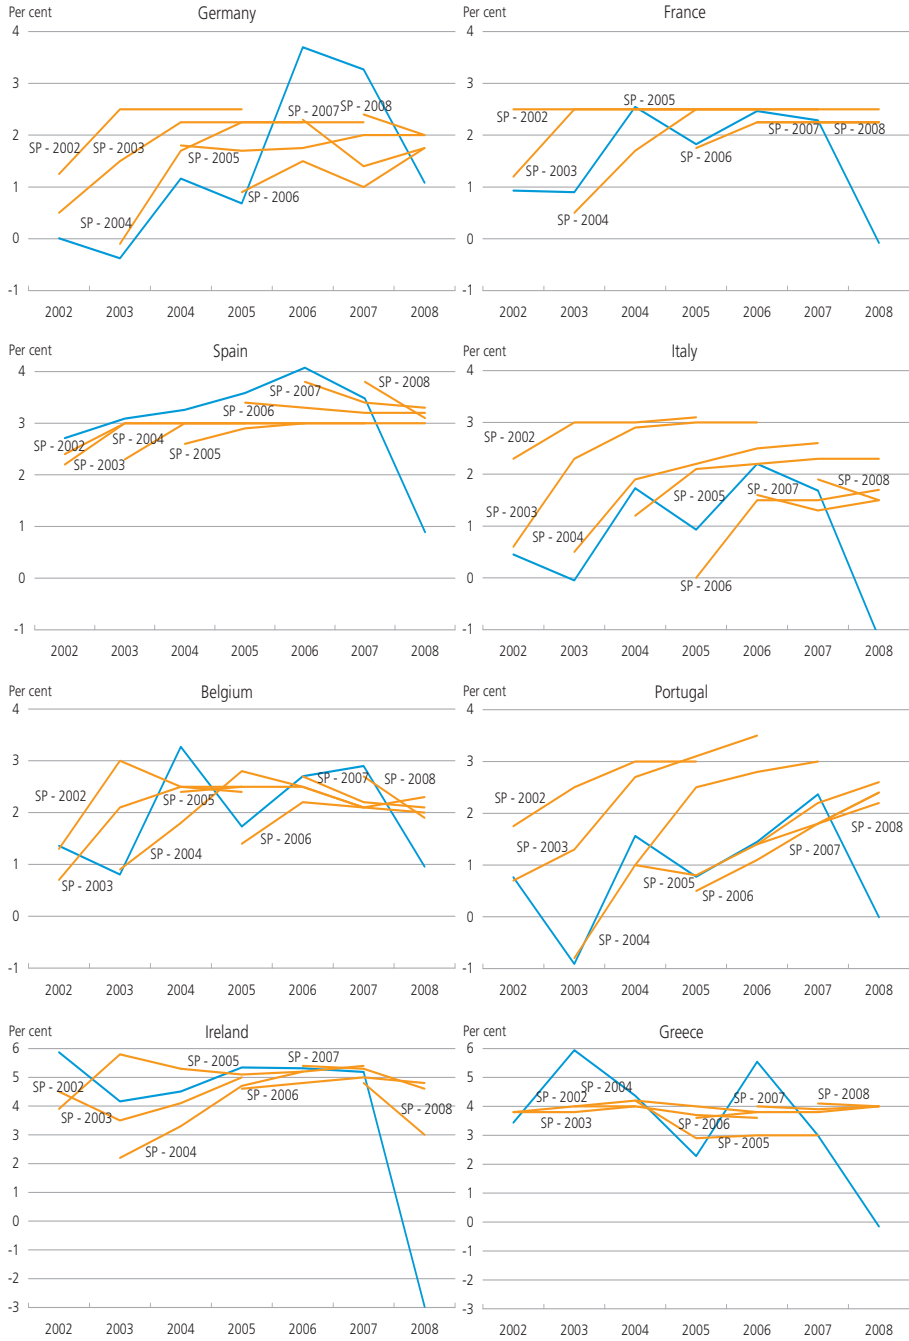 Per cent
Germany
4
3
2
1
0
-1
SP - 2002
SP - 2003
SP - 2004
SP - 2005
SP - 2006
SP - 2007
SP - 2008
2002 2003 2004 2005 2006 2007 2008
Per cent
France
4
3
2
1
0
-1
SP - 2002
SP - 2003
SP - 2004
SP - 2005
SP - 2006
SP - 2007
SP - 2008
2002 2003 2004 2005 2006 2007 2008
Per cent
Spain
4
3
2
1
0
-1
SP - 2002
SP - 2003
SP - 2004
SP - 2005
SP - 2006
SP - 2007
SP - 2008
2002 2003 2004 2005 2006 2007 2008
Per cent
Italy
4
3
2
1
0
-1
SP - 2002
SP - 2003
SP - 2004
SP - 2005
SP - 2006
SP - 2007
SP - 2008
2002 2003 2004 2005 2006 2007 2008
Per cent
Belgium
4
3
2
1
0
-1
SP - 2002
SP - 2003
SP - 2004
SP - 2005
SP - 2006
SP - 2007
SP - 2008
2002 2003 2004 2005 2006 2007 2008
Per cent
Portugal
4
3
2
1
0
-1
SP - 2002
SP - 2003
SP - 2004
SP - 2005
SP - 2006
SP - 2007
SP - 2008
2002 2003 2004 2005 2006 2007 2008
Per cent
Ireland
6
5
4
3
2
1
0
-1
-2
-3
SP - 2002
SP - 2003
SP - 2004
SP - 2005
SP - 2006
SP - 2007
SP - 2008
2002 2003 2004 2005 2006 2007 2008
Per cent
Greece
6
5
4
3
2
1
0
-1
-2
-3
SP - 2002
SP - 2003
SP - 2004
SP - 2005
SP - 2006
SP - 2007
SP - 2008
2002 2003 2004 2005 2006 2007 2008